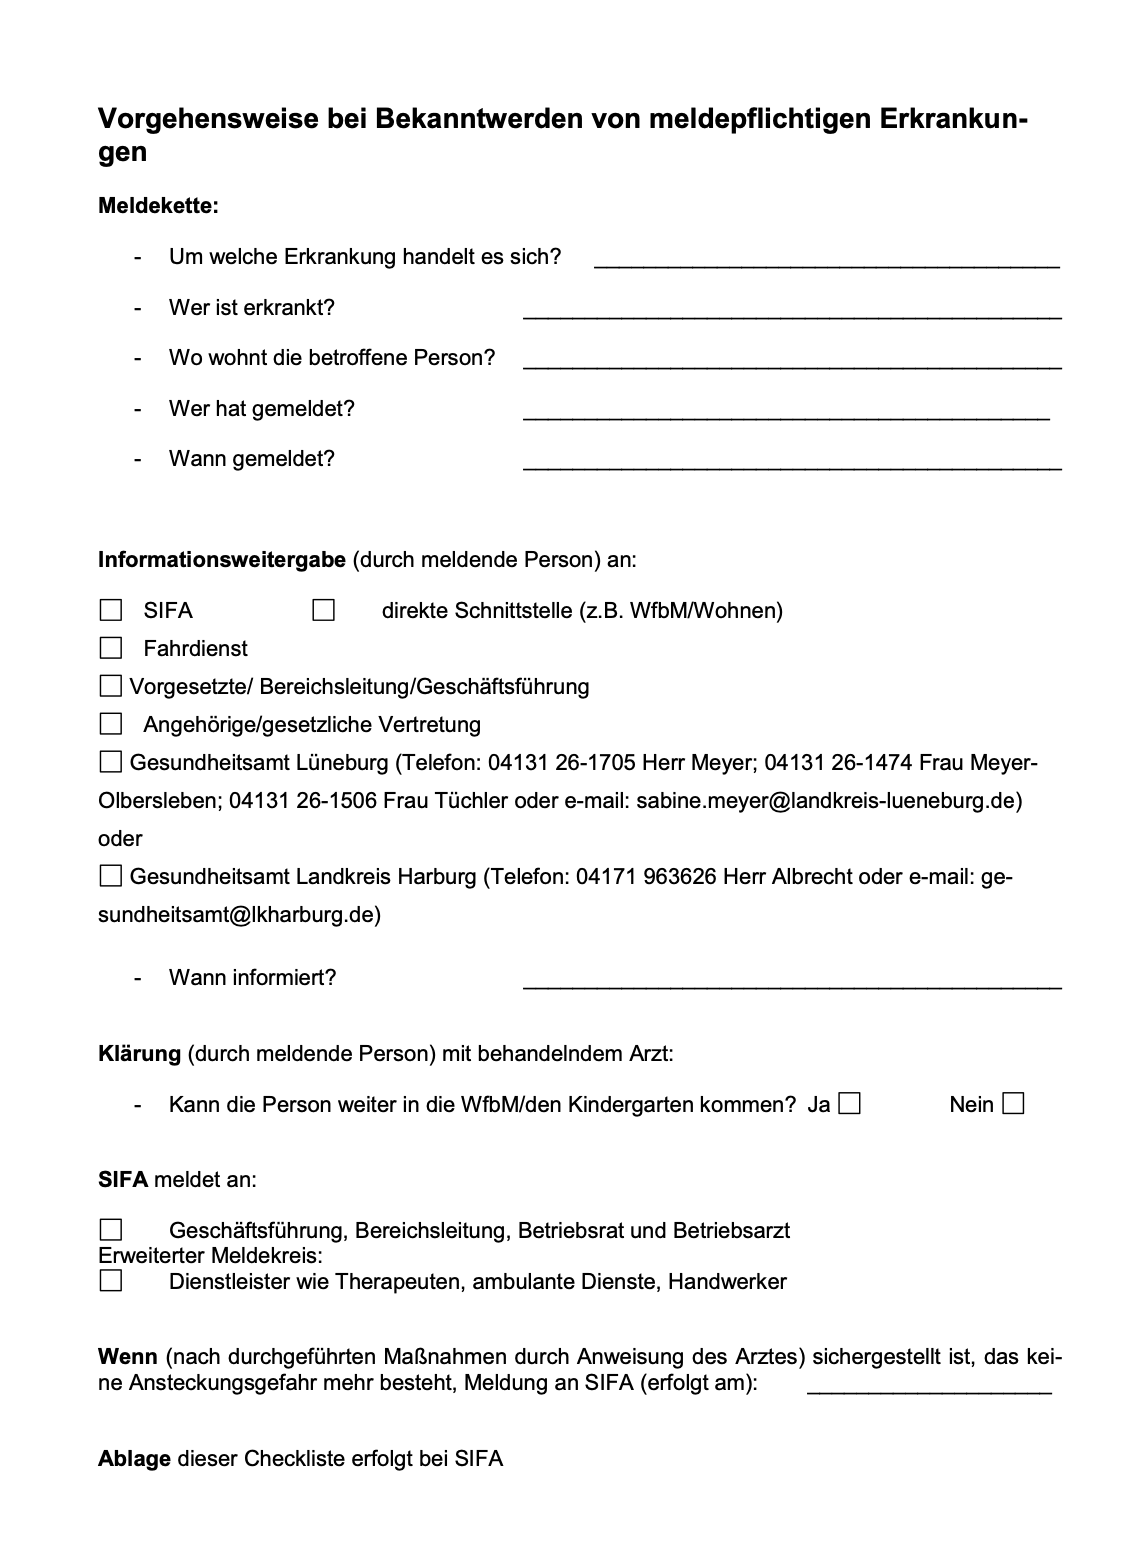 Vorgehensweise bei Bekanntwerden von meldepflichtigen Erkrankun-
gen
Meldekette:
- Um welche Erkrankung handelt es sich? ______________________________________
- Wer ist erkrankt? ____________________________________________
- Wo wohnt die betroffene Person? ____________________________________________
- Wer hat gemeldet? ___________________________________________
- Wann gemeldet? ____________________________________________
Informationsweitergabe (durch meldende Person) an:
☐ SIFA ☐ direkte Schnittstelle (z.B. WfbM/Wohnen)
☐ Fahrdienst
☐ Vorgesetzte/ Bereichsleitung/Geschäftsführung
☐ Angehörige/gesetzliche Vertretung
☐ Gesundheitsamt Lüneburg (Telefon: 04131 26-1705 Herr Meyer; 04131 26-1474 Frau Meyer-
Olbersleben; 04131 26-1506 Frau Tüchler oder e-mail: sabine.meyer@landkreis-lueneburg.de)
oder
☐ Gesundheitsamt Landkreis Harburg (Telefon: 04171 963626 Herr Albrecht oder e-mail: ge-
sundheitsamt@lkharburg.de)
- Wann informiert? ____________________________________________
Klärung (durch meldende Person) mit behandelndem Arzt:
- Kann die Person weiter in die WfbM/den Kindergarten kommen? Ja ☐ Nein ☐
SIFA meldet an:
☐ Geschäftsführung, Bereichsleitung, Betriebsrat und Betriebsarzt
Erweiterter Meldekreis:
☐ Dienstleister wie Therapeuten, ambulante Dienste, Handwerker
Wenn (nach durchgeführten Maßnahmen durch Anweisung des Arztes) sichergestellt ist, das kei-
ne Ansteckungsgefahr mehr besteht, Meldung an SIFA (erfolgt am): ____________________
Ablage dieser Checkliste erfolgt bei SIFA